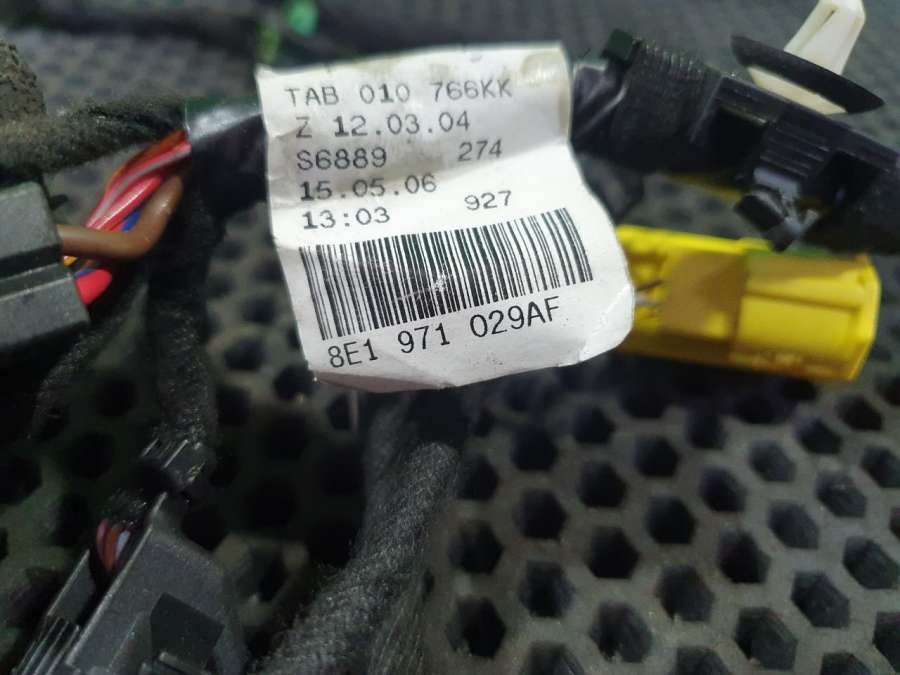 TAB 010 766KK
Z 12.03.04
S6889 274
15.05.06
13:03 927
8E1 971 029AF